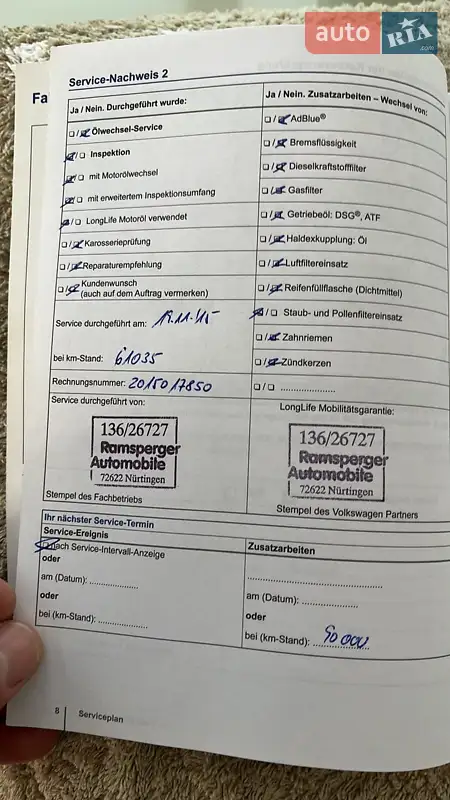 auto RIA.com
Fa
Service-Nachweis 2
Ja / Nein. Durchgeführt wurde:
☐/☐ Ölwechsel-Service
☐/☐ Inspektion
☐/☐ mit Motorölwechsel
☐/☐ mit erweitertem Inspektionsumfang
☐/☐ LongLife Motoröl verwendet
☐/☐ Karosserieprüfung
☐/☐ Reparaturempfehlung
☐/☐ Kundenwunsch
(auch auf dem Auftrag vermerken)
Service durchgeführt am: 19.11.15
bei km-Stand: 61035
Rechnungsnummer: 2015017850
Service durchgeführt von:
136/26727
Ramsperger
Automobile
72622 Nürtingen
Stempel des Fachbetriebs
Ja / Nein. Zusatzarbeiten – Wechsel von:
☐/☐ AdBlue®
☐/☐ Bremsflüssigkeit
☐/☐ Dieselkraftstofffilter
☐/☐ Gasfilter
☐/☐ Getriebeöl: DSG®, ATF
☐/☐ Haldexkupplung: Öl
☐/☐ Luftfiltereinsatz
☐/☐ Reifenfüllflasche (Dichtmittel)
☐/☐ Staub- und Pollenfiltereinsatz
☐/☐ Zahnriemen
☐/☐ Zündkerzen
☐/☐ .....................
LongLife Mobilitätsgarantie:
136/26727
Ramsperger
Automobile
72622 Nürtingen
Stempel des Volkswagen Partners
Ihr nächster Service-Termin
Service-Ereignis
☐ nach Service-Intervall-Anzeige
oder
am (Datum): ...................
oder
bei (km-Stand): ...................
Zusatzarbeiten
.....................................................
am (Datum): .....................
oder
bei (km-Stand): 90 000
8 Serviceplan